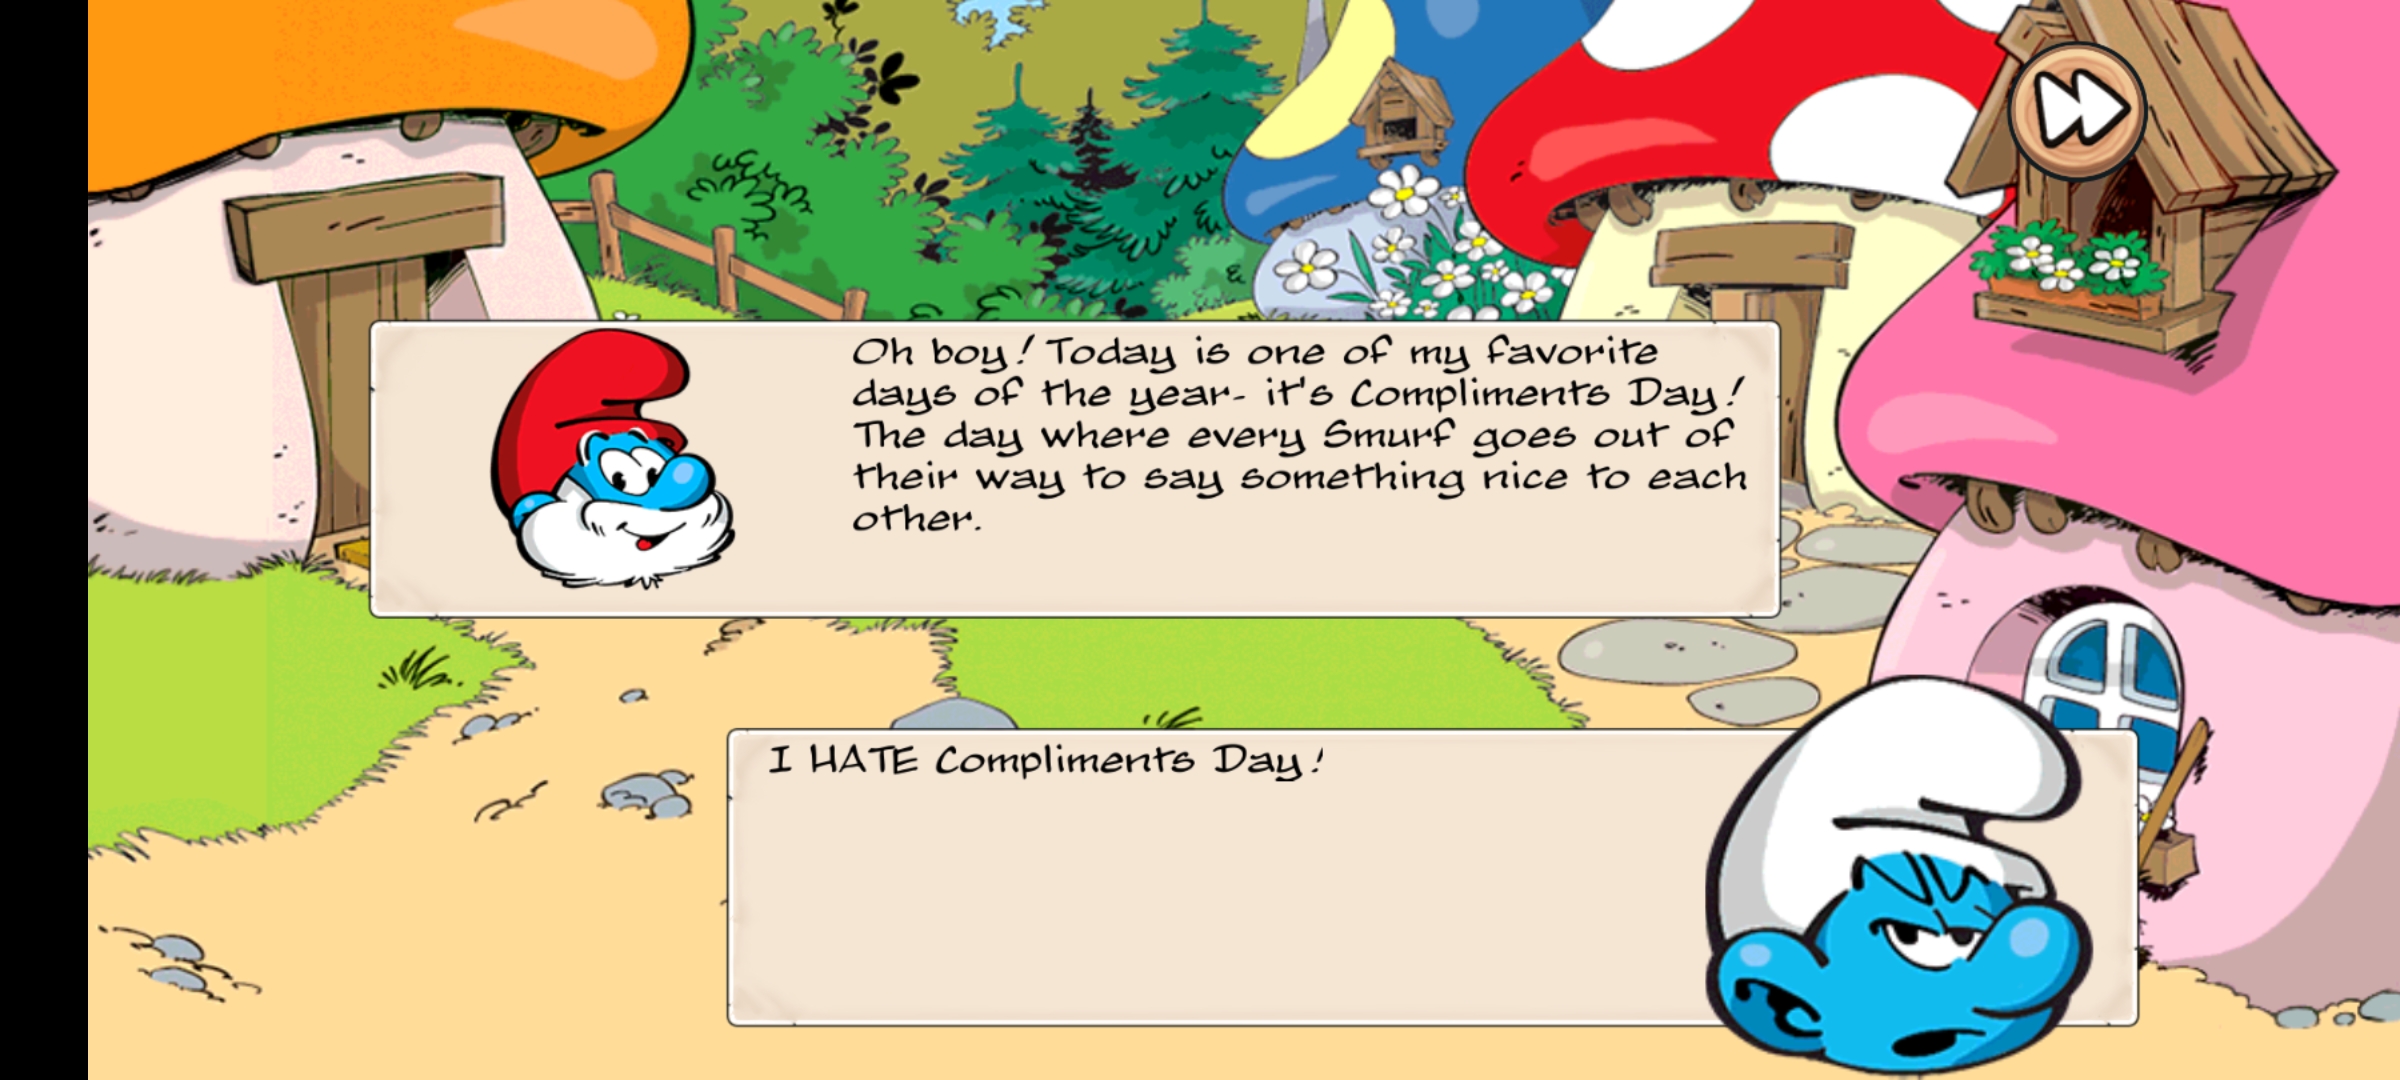 Oh boy! Today is one of my favorite
days of the year- it's Compliments Day!
The day where every Smurf goes out of
their way to say something nice to each
other.
I HATE Compliments Day!